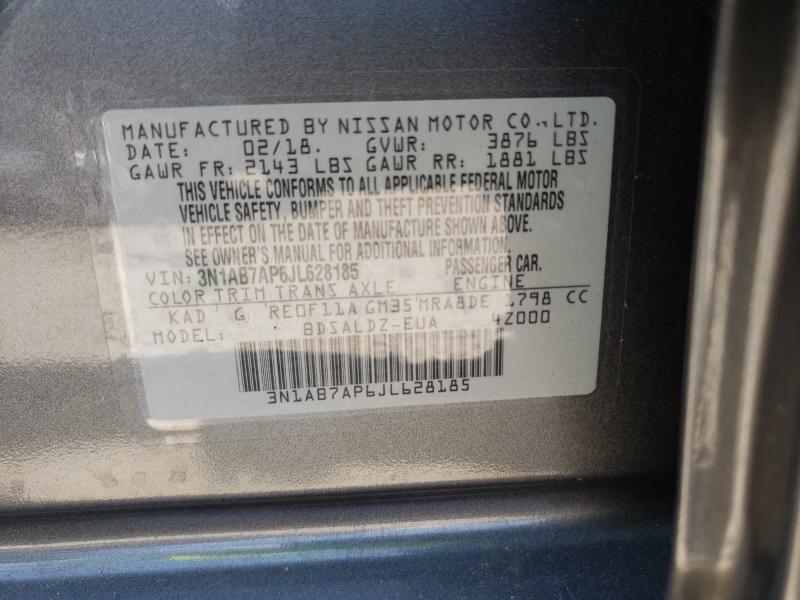 MANUFACTURED BY NISSAN MOTOR CO., LTD.
DATE: 02/18. GVWR: 3876 LBS
GAWR FR: 2143 LBS GAWR RR: 1881 LBS
THIS VEHICLE CONFORMS TO ALL APPLICABLE FEDERAL MOTOR
VEHICLE SAFETY, BUMPER AND THEFT PREVENTION STANDARDS
IN EFFECT ON THE DATE OF MANUFACTURE SHOWN ABOVE.
SEE OWNER'S MANUAL FOR ADDITIONAL INFORMATION.
VIN: 3N1AB7AP6JL628185 PASSENGER CAR.
COLOR TRIM TRANS AXLE ENGINE
KAD G RE0F11A GM35 MRA8DE 1798 CC
MODEL: BDSALDZ-EUA 4Z000
3N1AB7AP6JL628185